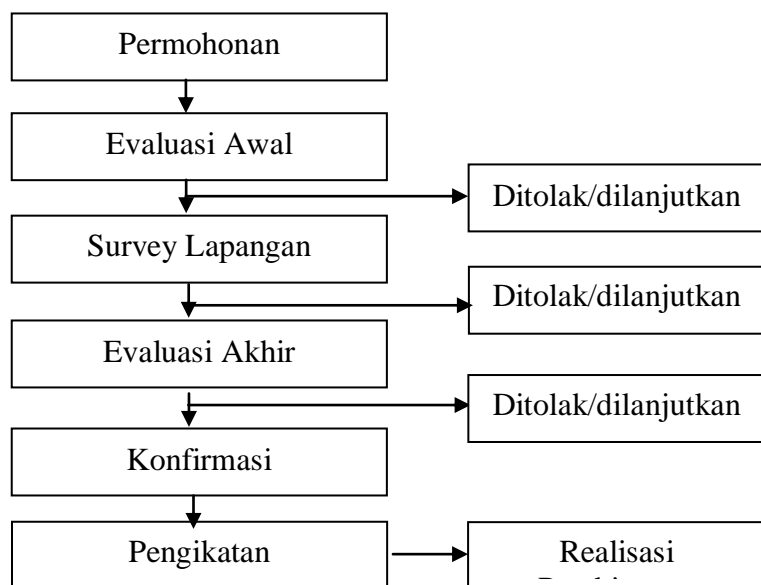 Permohonan
Evaluasi Awal
Ditolak/dilanjutkan
Survey Lapangan
Ditolak/dilanjutkan
Evaluasi Akhir
Ditolak/dilanjutkan
Konfirmasi
Pengikatan
Realisasi